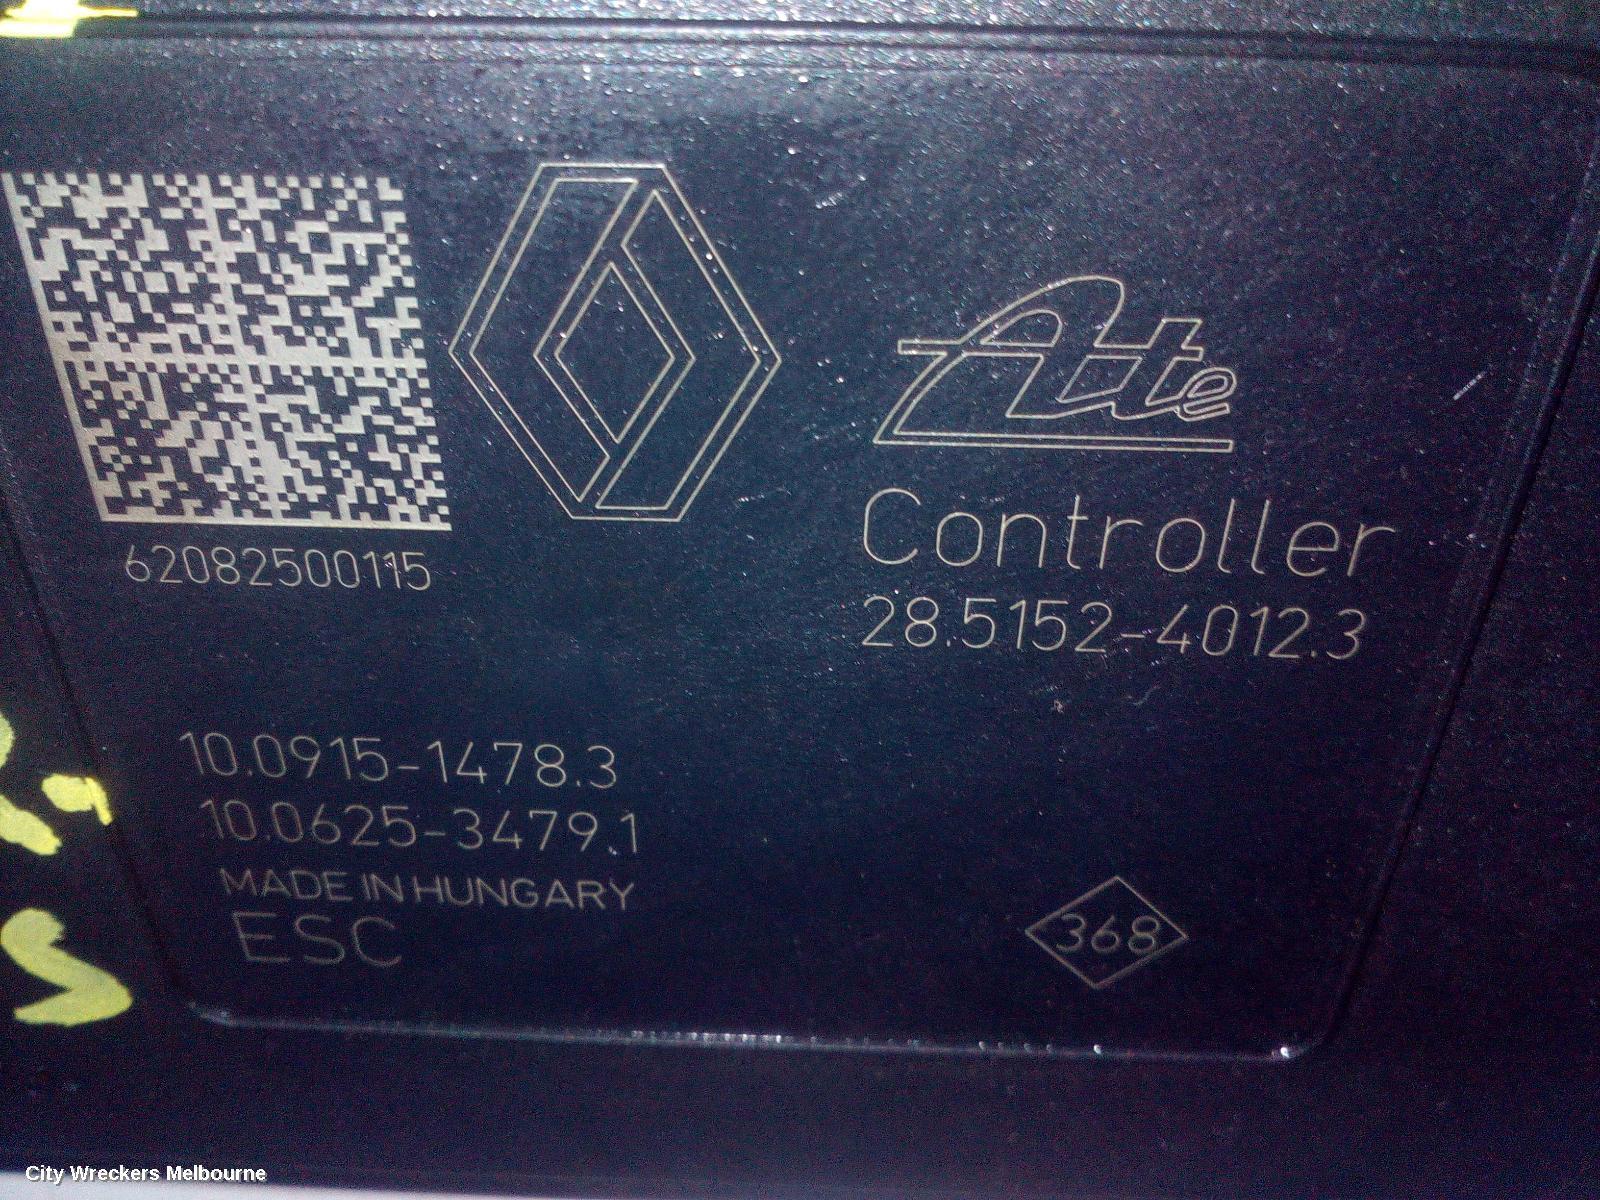 Ate
62082500115
Controller
28.5152-4012.3
10.0915-1478.3
10.0625-3479.1
MADE IN HUNGARY
ESC
368
City Wreckers Melbourne